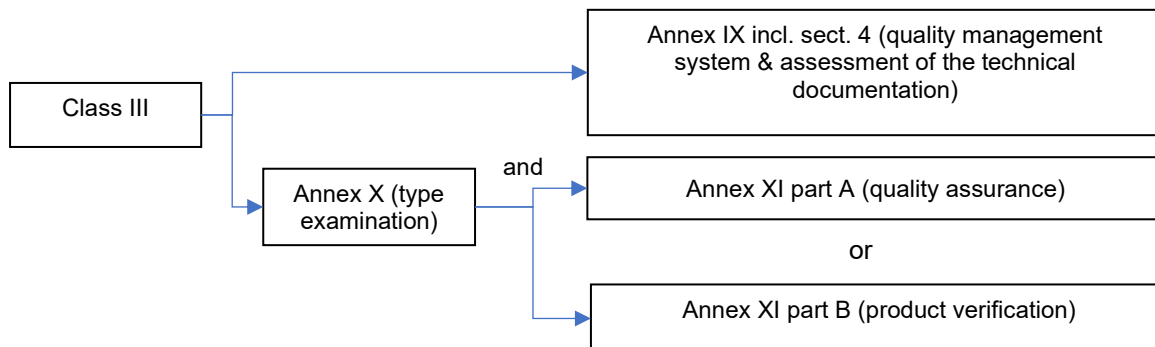 Annex IX incl. sect. 4 (quality management
system & assessment of the technical
documentation)
Class III
and
Annex X (type
examination)
Annex XI part A (quality assurance)
or
Annex XI part B (product verification)